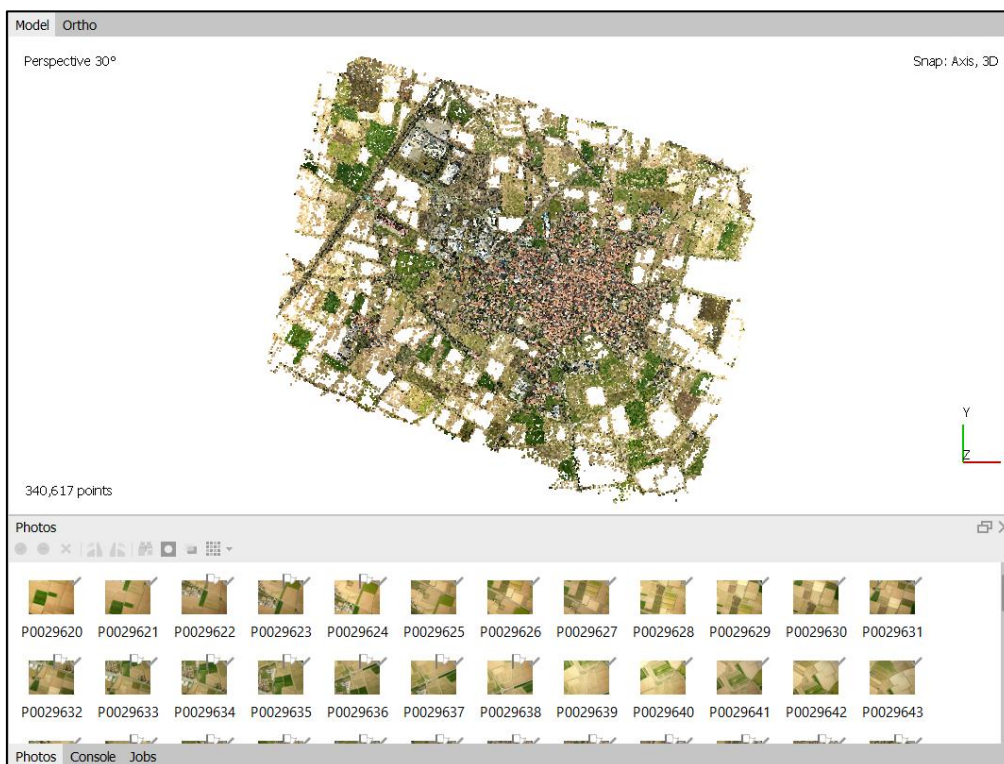 Model Ortho
Perspective 30°
Snap: Axis, 3D
Y
Z
340,617 points
Photos
P0029620 P0029621 P0029622 P0029623 P0029624 P0029625 P0029626 P0029627 P0029628 P0029629 P0029630 P0029631
P0029632 P0029633 P0029634 P0029635 P0029636 P0029637 P0029638 P0029639 P0029640 P0029641 P0029642 P0029643
Photos Console Jobs